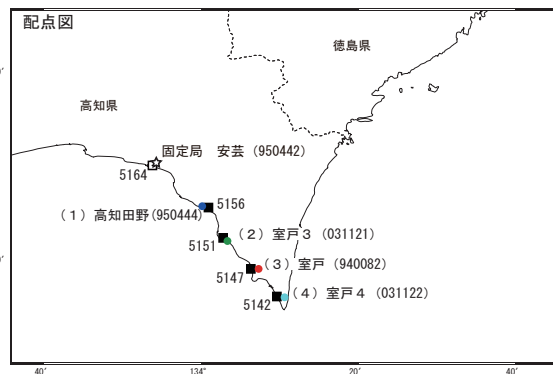 配点図
徳島県
高知県
固定局 安芸 (950442)
5164
5156
(1) 高知田野(950444)
5151
(2) 室戸3 (031121)
(3) 室戸 (940082)
5147
(4) 室戸4 (031122)
5142
40′
134°
20′
40′